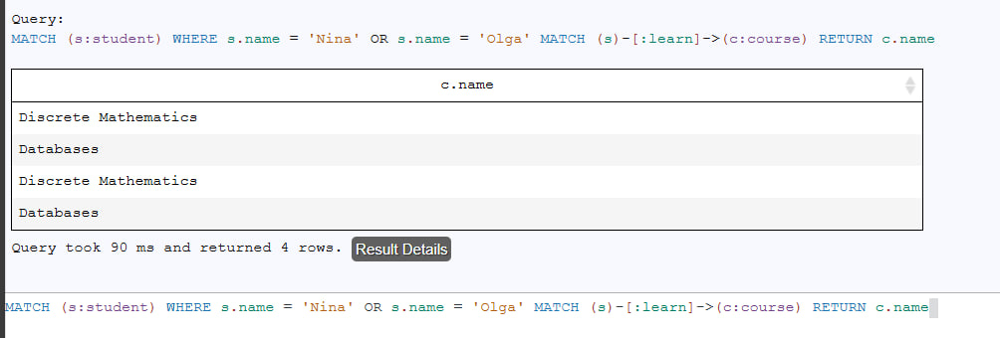 Query:
MATCH (s:student) WHERE s.name = 'Nina' OR s.name = 'Olga' MATCH (s)-[:learn]->(c:course) RETURN c.name
c.name
Discrete Mathematics
Databases
Discrete Mathematics
Databases
Query took 90 ms and returned 4 rows. Result Details
MATCH (s:student) WHERE s.name = 'Nina' OR s.name = 'Olga' MATCH (s)-[:learn]->(c:course) RETURN c.name